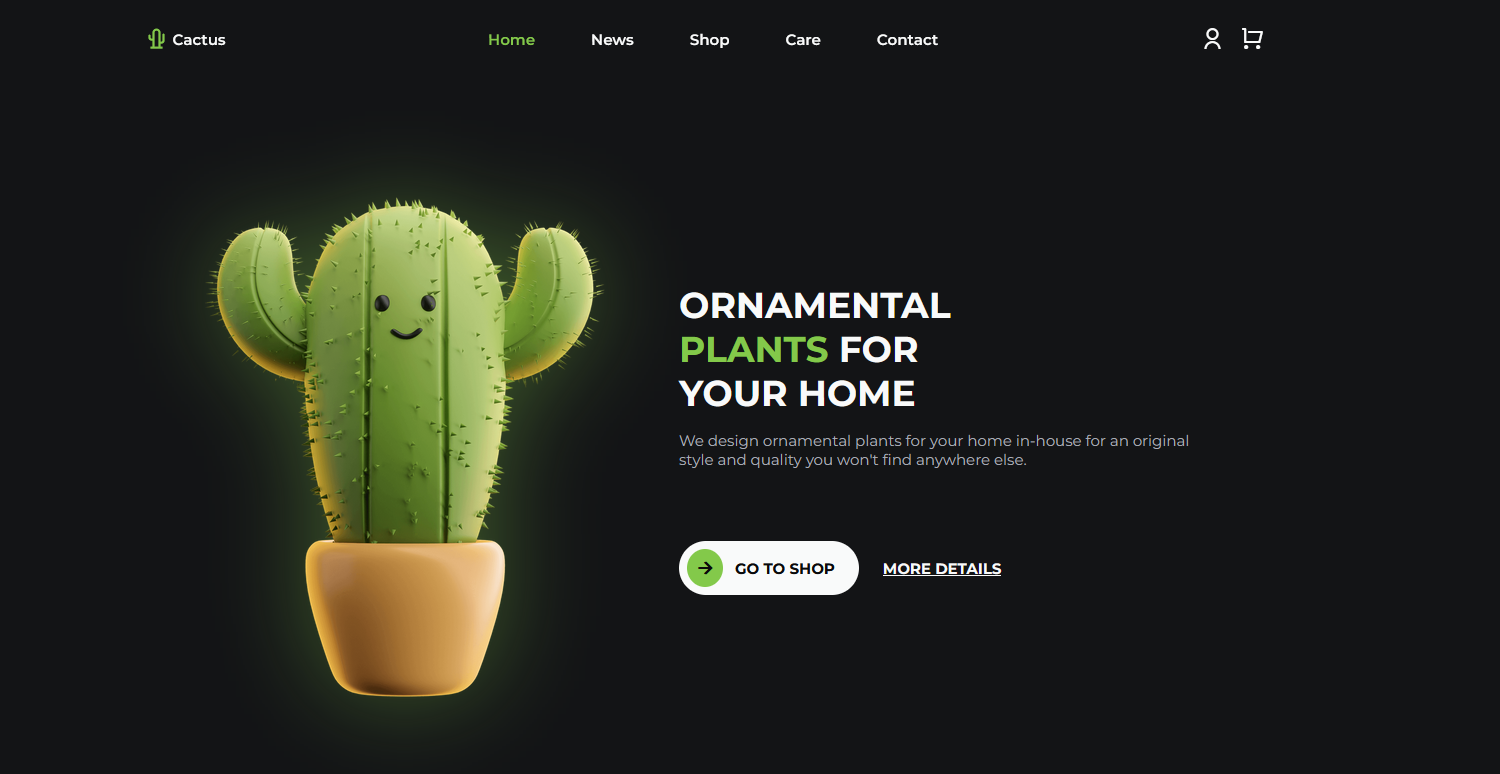 Cactus
Home
News
Shop
Care
Contact
ORNAMENTAL
PLANTS FOR
YOUR HOME
We design ornamental plants for your home in-house for an original
style and quality you won't find anywhere else.
GO TO SHOP
MORE DETAILS